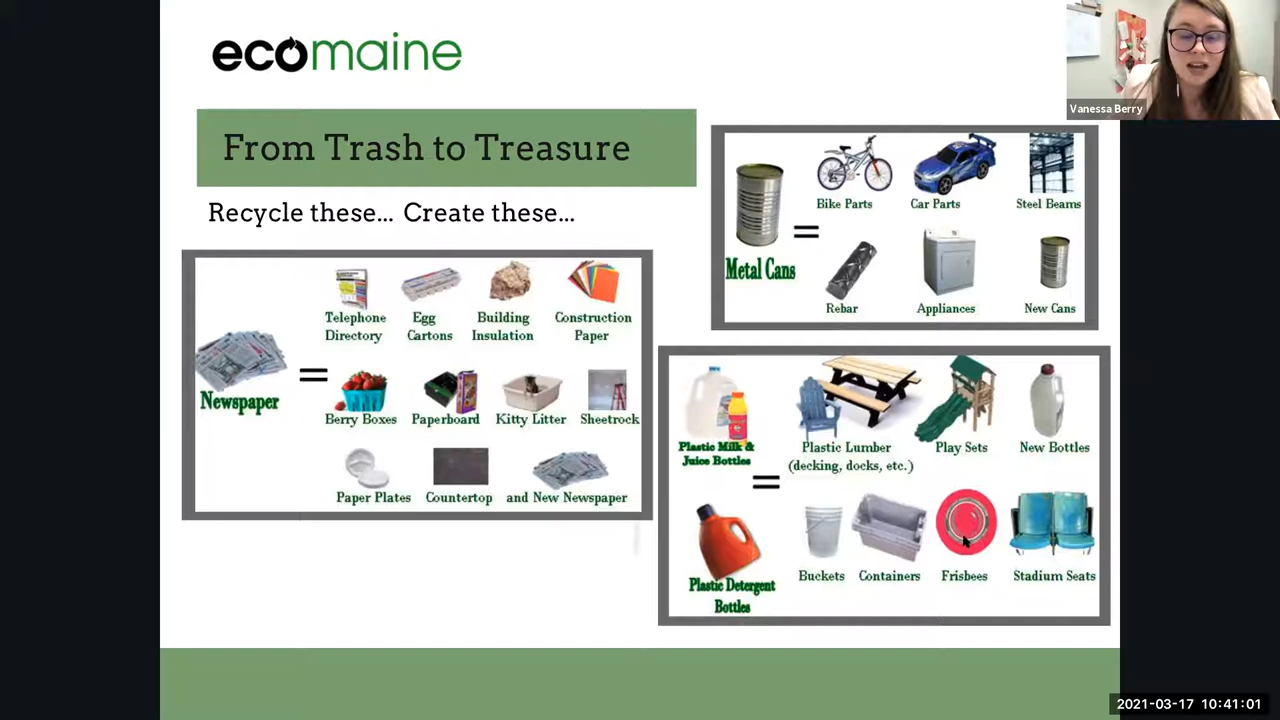 ecomaine
Vanessa Berry
From Trash to Treasure
Recycle these... Create these...
Newspaper
=
Telephone
Directory
Egg
Cartons
Building
Insulation
Construction
Paper
Berry Boxes
Paperboard
Kitty Litter
Sheetrock
Paper Plates
Countertop
and New Newspaper
Metal Cans
=
Bike Parts
Car Parts
Steel Beams
Rebar
Appliances
New Cans
Plastic Milk &
Juice Bottles
=
Plastic Detergent
Bottles
Plastic Lumber
(decking, docks, etc.)
Play Sets
New Bottles
Buckets
Containers
Frisbees
Stadium Seats
2021-03-17 10:41:01